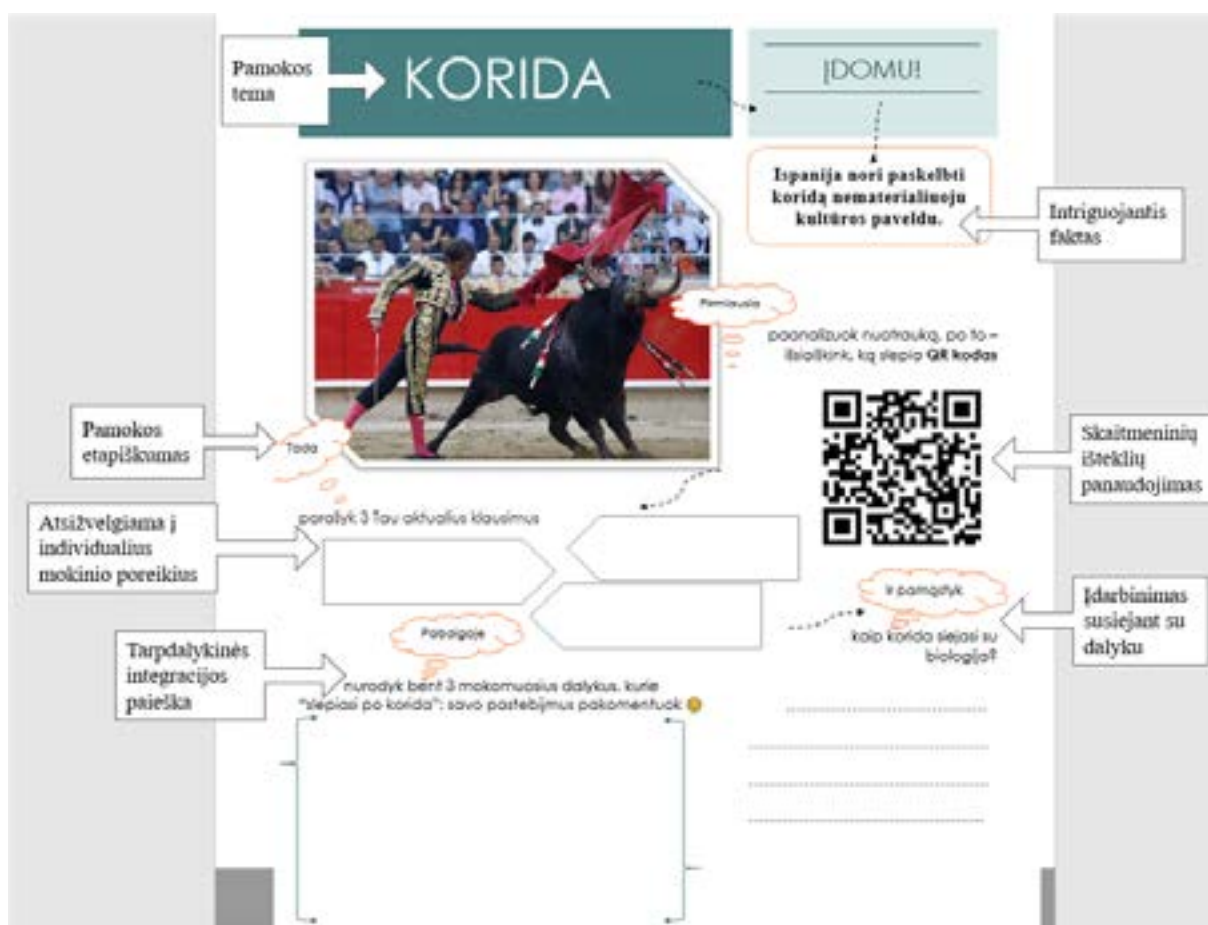 Pamokos
tema
KORIDA
ĮDOMU!
Ispanija nori paskelbti
koridą nematerialiuoju
kultūros paveldu.
Intriguojantis
faktas
Pirmiausia
paanalizuok nuotrauką, po to –
išsiaiškink, ką slepia QR kodas
Pamokos
etapiškumas
Tada
Skaitmeninių
išteklių
panaudojimas
parašyk 3 Tau aktualius klausimus
Atsižvelgiama į
individualius
mokinio poreikius
Ir pamąstyk
kaip korida siejasi su
biologija?
Įdarbinimas
susiejant su
dalyku
Pabaigoje
Tarpdalykinės
integracijos
paieška
nurodyk bent 3 mokomuosius dalykus, kurie
"slepiasi po korida"; savo pastebėjimus pakomentuok